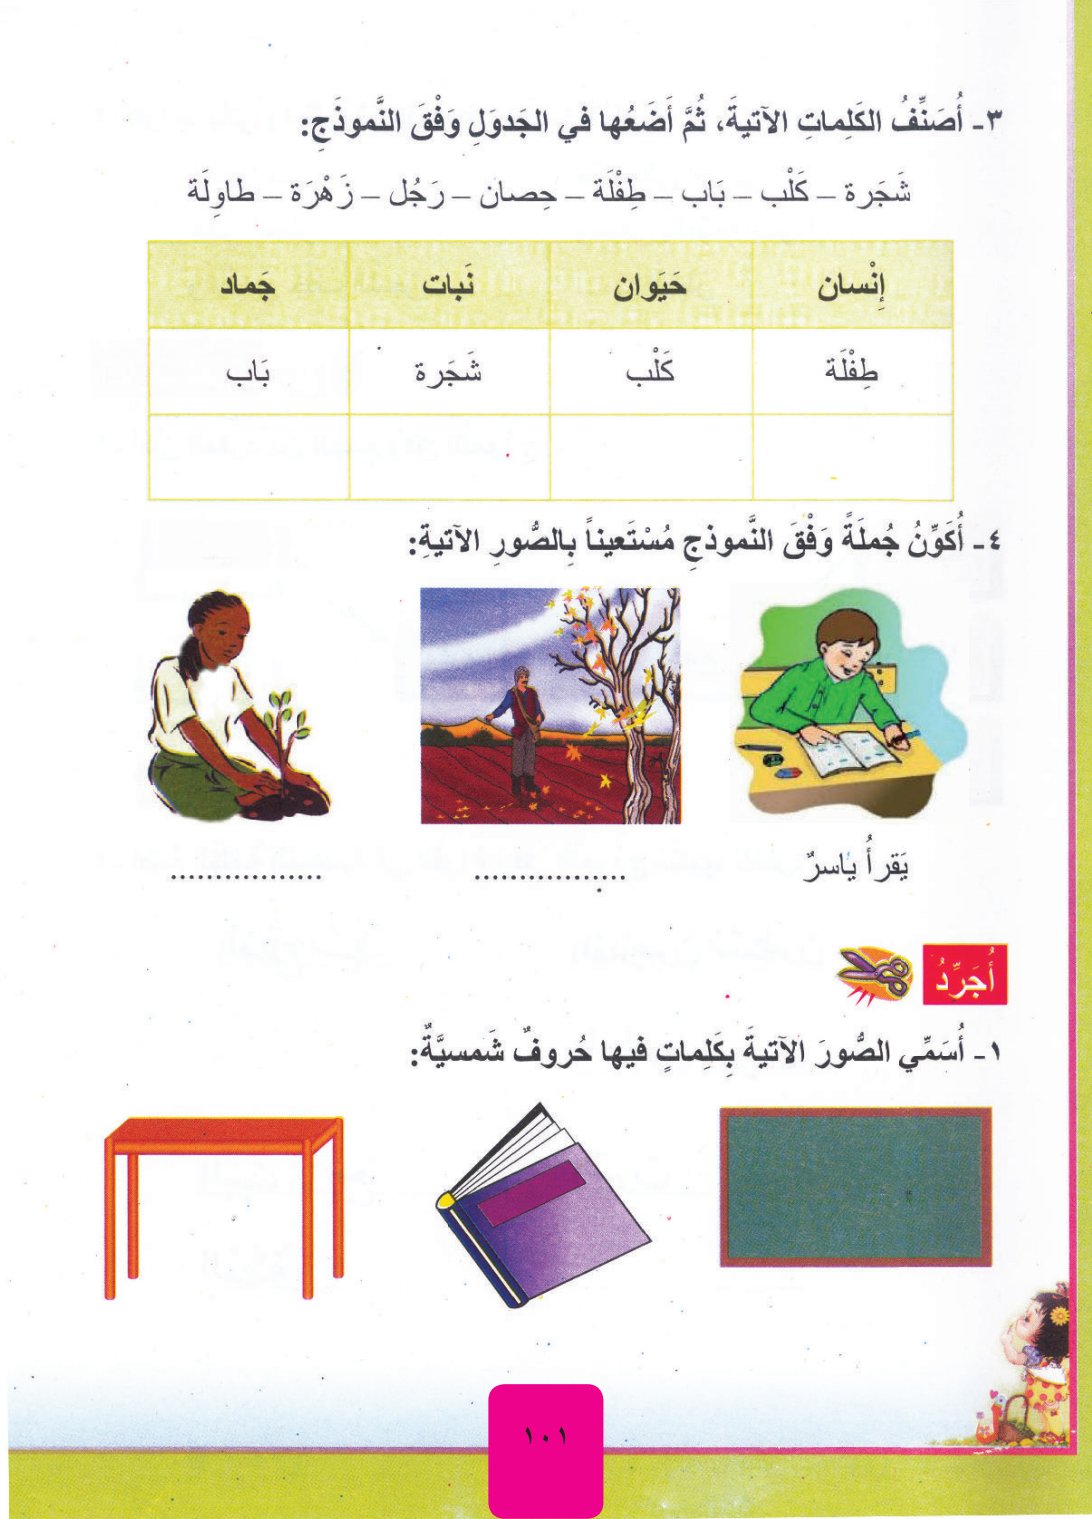 ٣- أُصَنِّفُ الكَلِماتِ الآتيةَ، ثُمَّ أَضَعُها في الجَدوَلِ وَفْقَ النَّموذَجِ:
شَجَرة – كَلْب – بَاب – طِفْلَة – حِصان – رَجُل – زَهْرَة – طاوِلَة
إِنْسان حَيَوان نَبات جَماد
طِفْلَة كَلْب شَجَرة بَاب
٤- أُكَوِّنُ جُملَةً وَفْقَ النَّموذجِ مُسْتَعيناً بِالصُّورِ الآتيةِ:
يَقرأُ ياسرٌ ................ ................
أُجَرِّدُ
١- أُسَمِّي الصُّورَ الآتيةَ بِكَلِماتٍ فيها حُروفٌ شَمسيَّةٌ:
١٠١